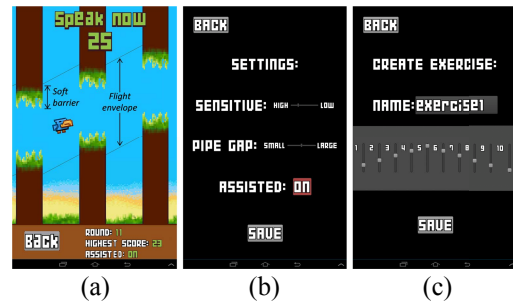 Speak now
25
Soft
barrier
Flight
envelope
BACK
ROUND: 11
HIGHEST SCORE: 23
ASSISTED: ON
(a)
BACK
SETTINGS:
SENSITIVE: HIGH LOW
PIPE GAP: SMALL LARGE
ASSISTED: ON
SAVE
(b)
BACK
CREATE EXERCISE:
NAME: exercise1
1 2 3 4 5 6 7 8 9 10
SAVE
(c)